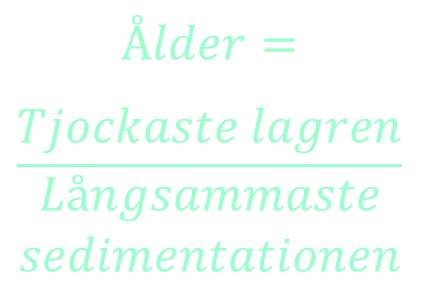 Ålder =
Tjockaste lagren
Långsammaste
sedimentationen